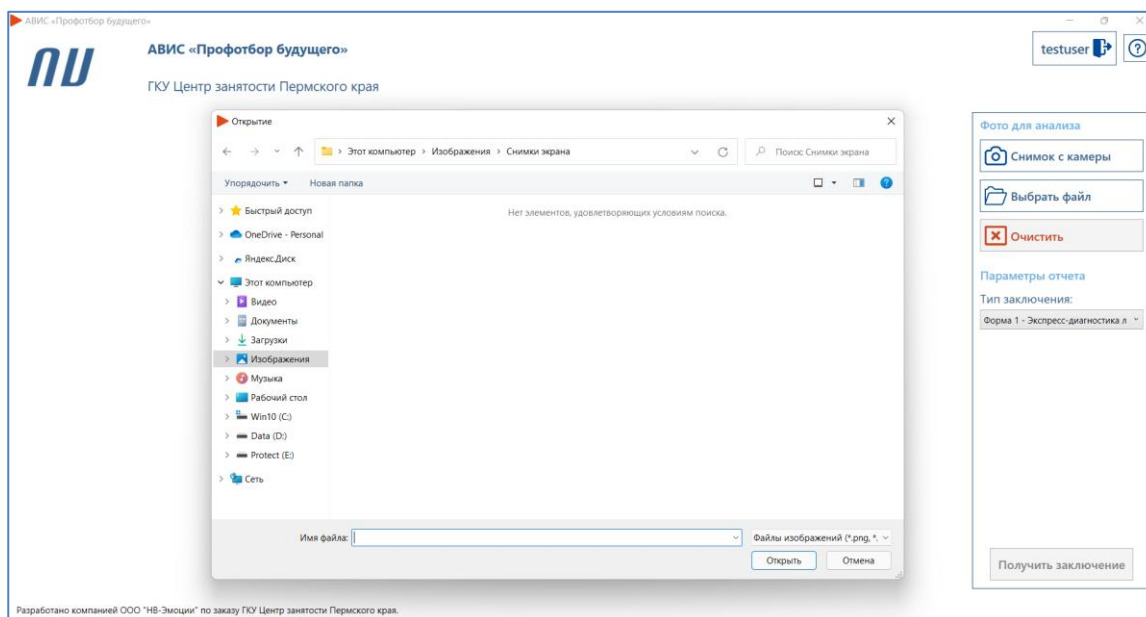 АВИС «Профотбор будущего»
АВИС «Профотбор будущего»
ГКУ Центр занятости Пермского края
testuser
?
Открытие
Этот компьютер › Изображения › Снимки экрана
Поиск: Снимки экрана
Упорядочить
Новая папка
Быстрый доступ
OneDrive - Personal
Яндекс.Диск
Этот компьютер
Видео
Документы
Загрузки
Изображения
Музыка
Рабочий стол
Win10 (C:)
Data (D:)
Protect (E:)
Сеть
Нет элементов, удовлетворяющих условиям поиска.
Имя файла:
Файлы изображений (*.png, *.
Открыть
Отмена
Фото для анализа
Снимок с камеры
Выбрать файл
Очистить
Параметры отчета
Тип заключения:
Форма 1 - Экспресс-диагностика л
Получить заключение
Разработано компанией ООО "НВ-Эмоции" по заказу ГКУ Центр занятости Пермского края.